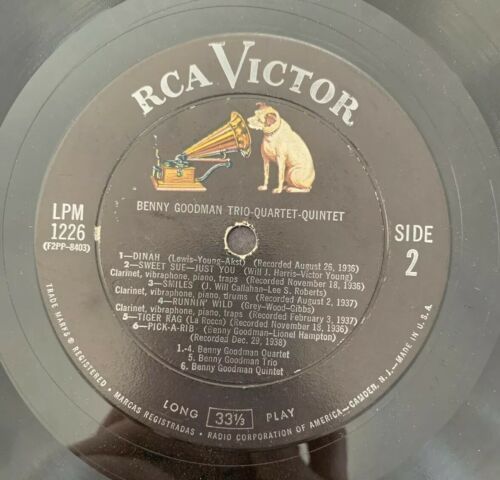 RCA VICTOR
BENNY GOODMAN TRIO-QUARTET-QUINTET
LPM
1226
(F2PP-8403)
SIDE
2
1—DINAH (Lewis-Young-Akst) (Recorded August 26, 1936)
2—SWEET SUE—JUST YOU (Will J. Harris-Victor Young)
Clarinet, vibraphone, piano, traps (Recorded November 18, 1936)
3—SMILES (J. Will Callahan-Lee S. Roberts)
Clarinet, vibraphone, piano, drums (Recorded August 2, 1937)
4—RUNNIN' WILD (Grey-Wood-Gibbs)
Clarinet, vibraphone, piano, traps (Recorded February 3, 1937)
5—TIGER RAG (La Rocca) (Recorded November 18, 1936)
6—PICK-A-RIB (Benny Goodman-Lionel Hampton)
(Recorded Dec. 29, 1938)
1.-4. Benny Goodman Quartet
5. Benny Goodman Trio
6. Benny Goodman Quintet
LONG 33⅓ PLAY
TRADE MARKS ® REGISTERED • MARCAS REGISTRADAS • RADIO CORPORATION OF AMERICA—CAMDEN, N.J.—MADE IN U.S.A.